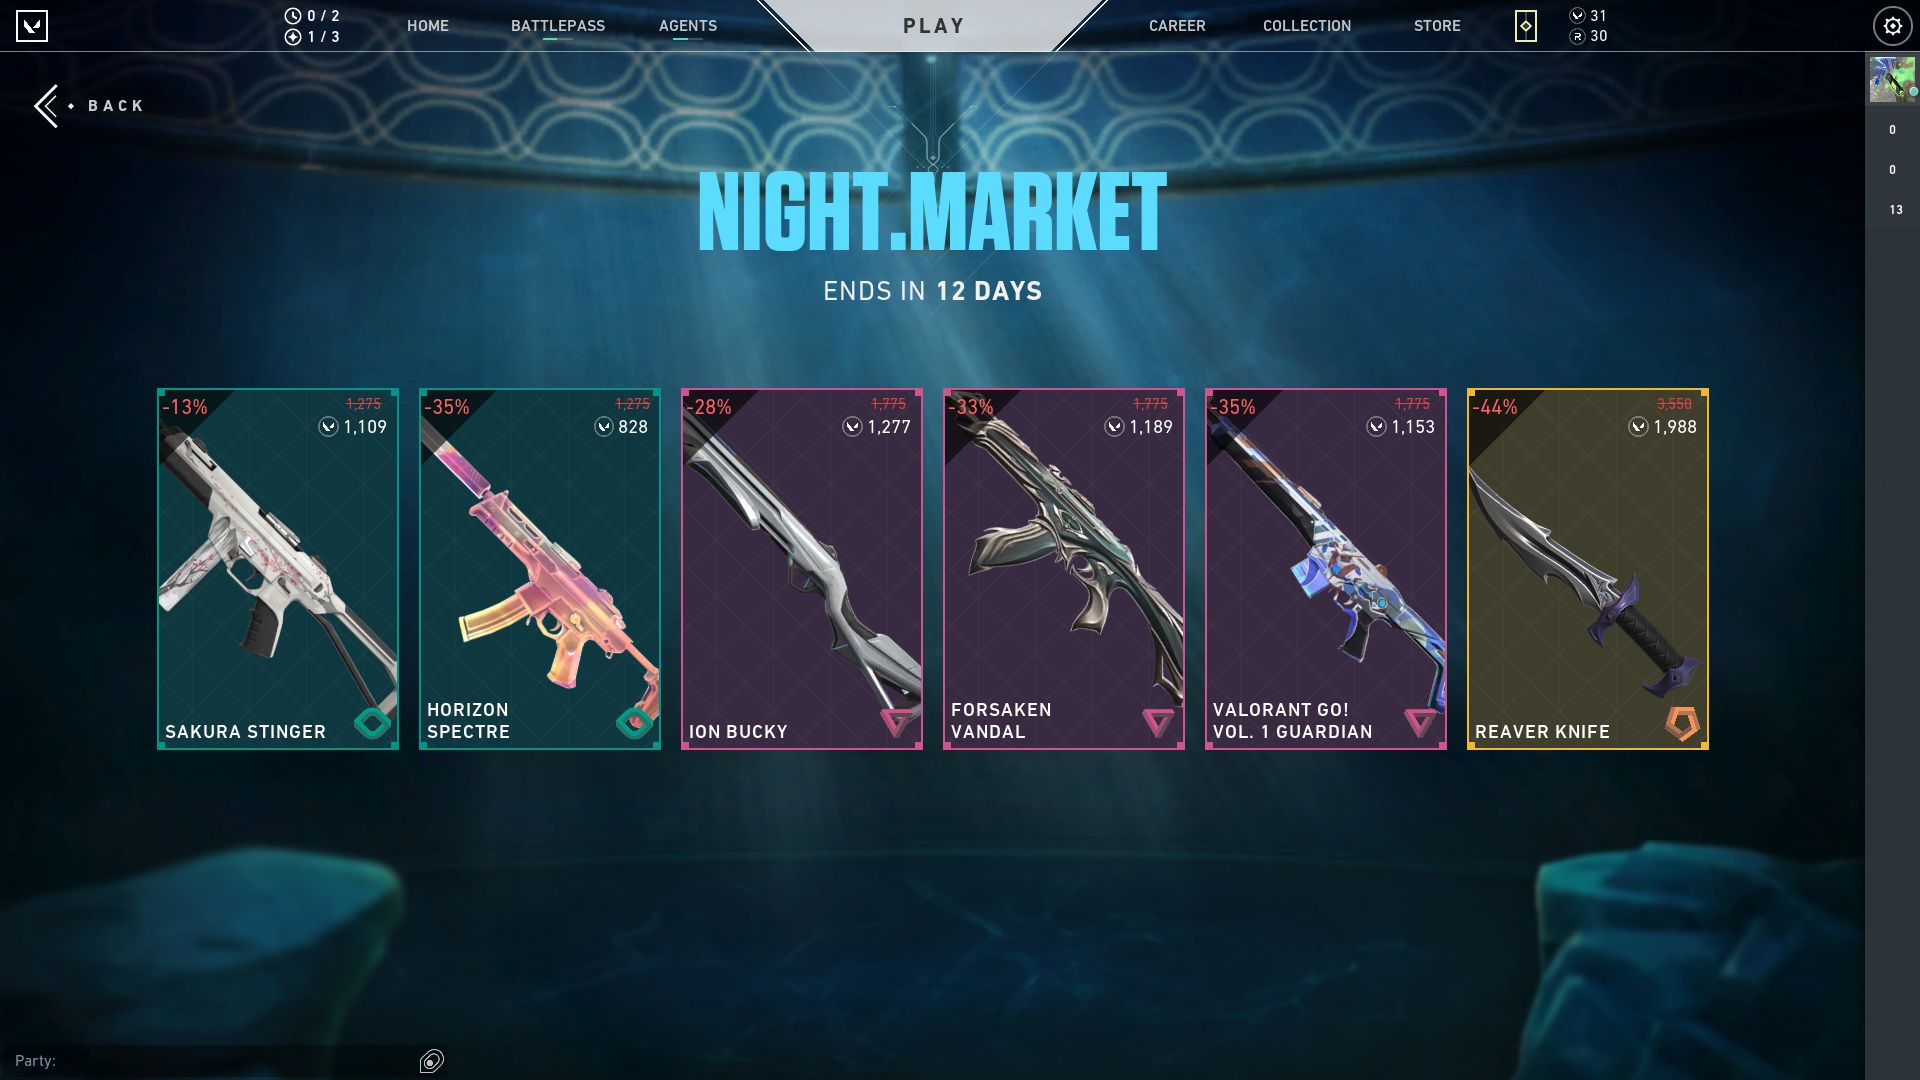 0 / 2
1 / 3
HOME
BATTLEPASS
AGENTS
PLAY
CAREER
COLLECTION
STORE
31
R 30
BACK
0
0
13
NIGHT.MARKET
ENDS IN 12 DAYS
-13%
1,275
1,109
SAKURA STINGER
-35%
1,275
828
HORIZON
SPECTRE
-28%
1,775
1,277
ION BUCKY
-33%
1,775
1,189
FORSAKEN
VANDAL
-35%
1,775
1,153
VALORANT GO!
VOL. 1 GUARDIAN
-44%
3,550
1,988
REAVER KNIFE
Party: